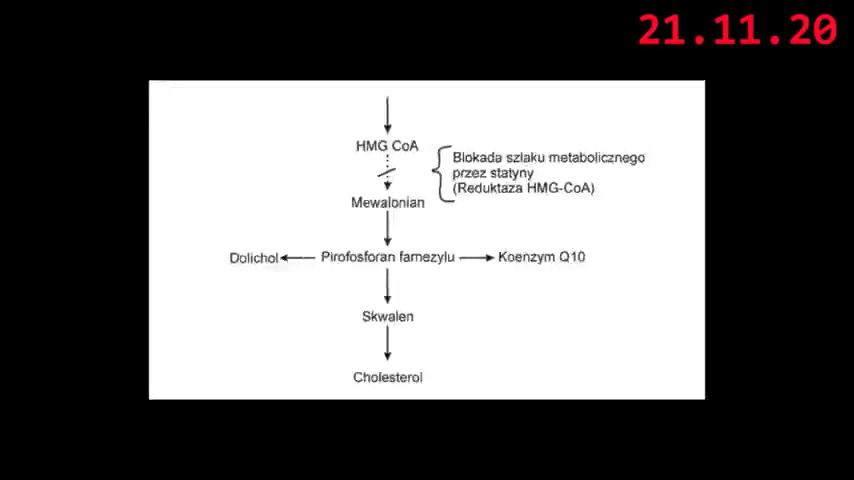 21.11.20
HMG CoA
Blokada szlaku metabolicznego
przez statyny
(Reduktaza HMG-CoA)
Mewalonian
Dolichol Pirofosforan farnezylu Koenzym Q10
Skwalen
Cholesterol